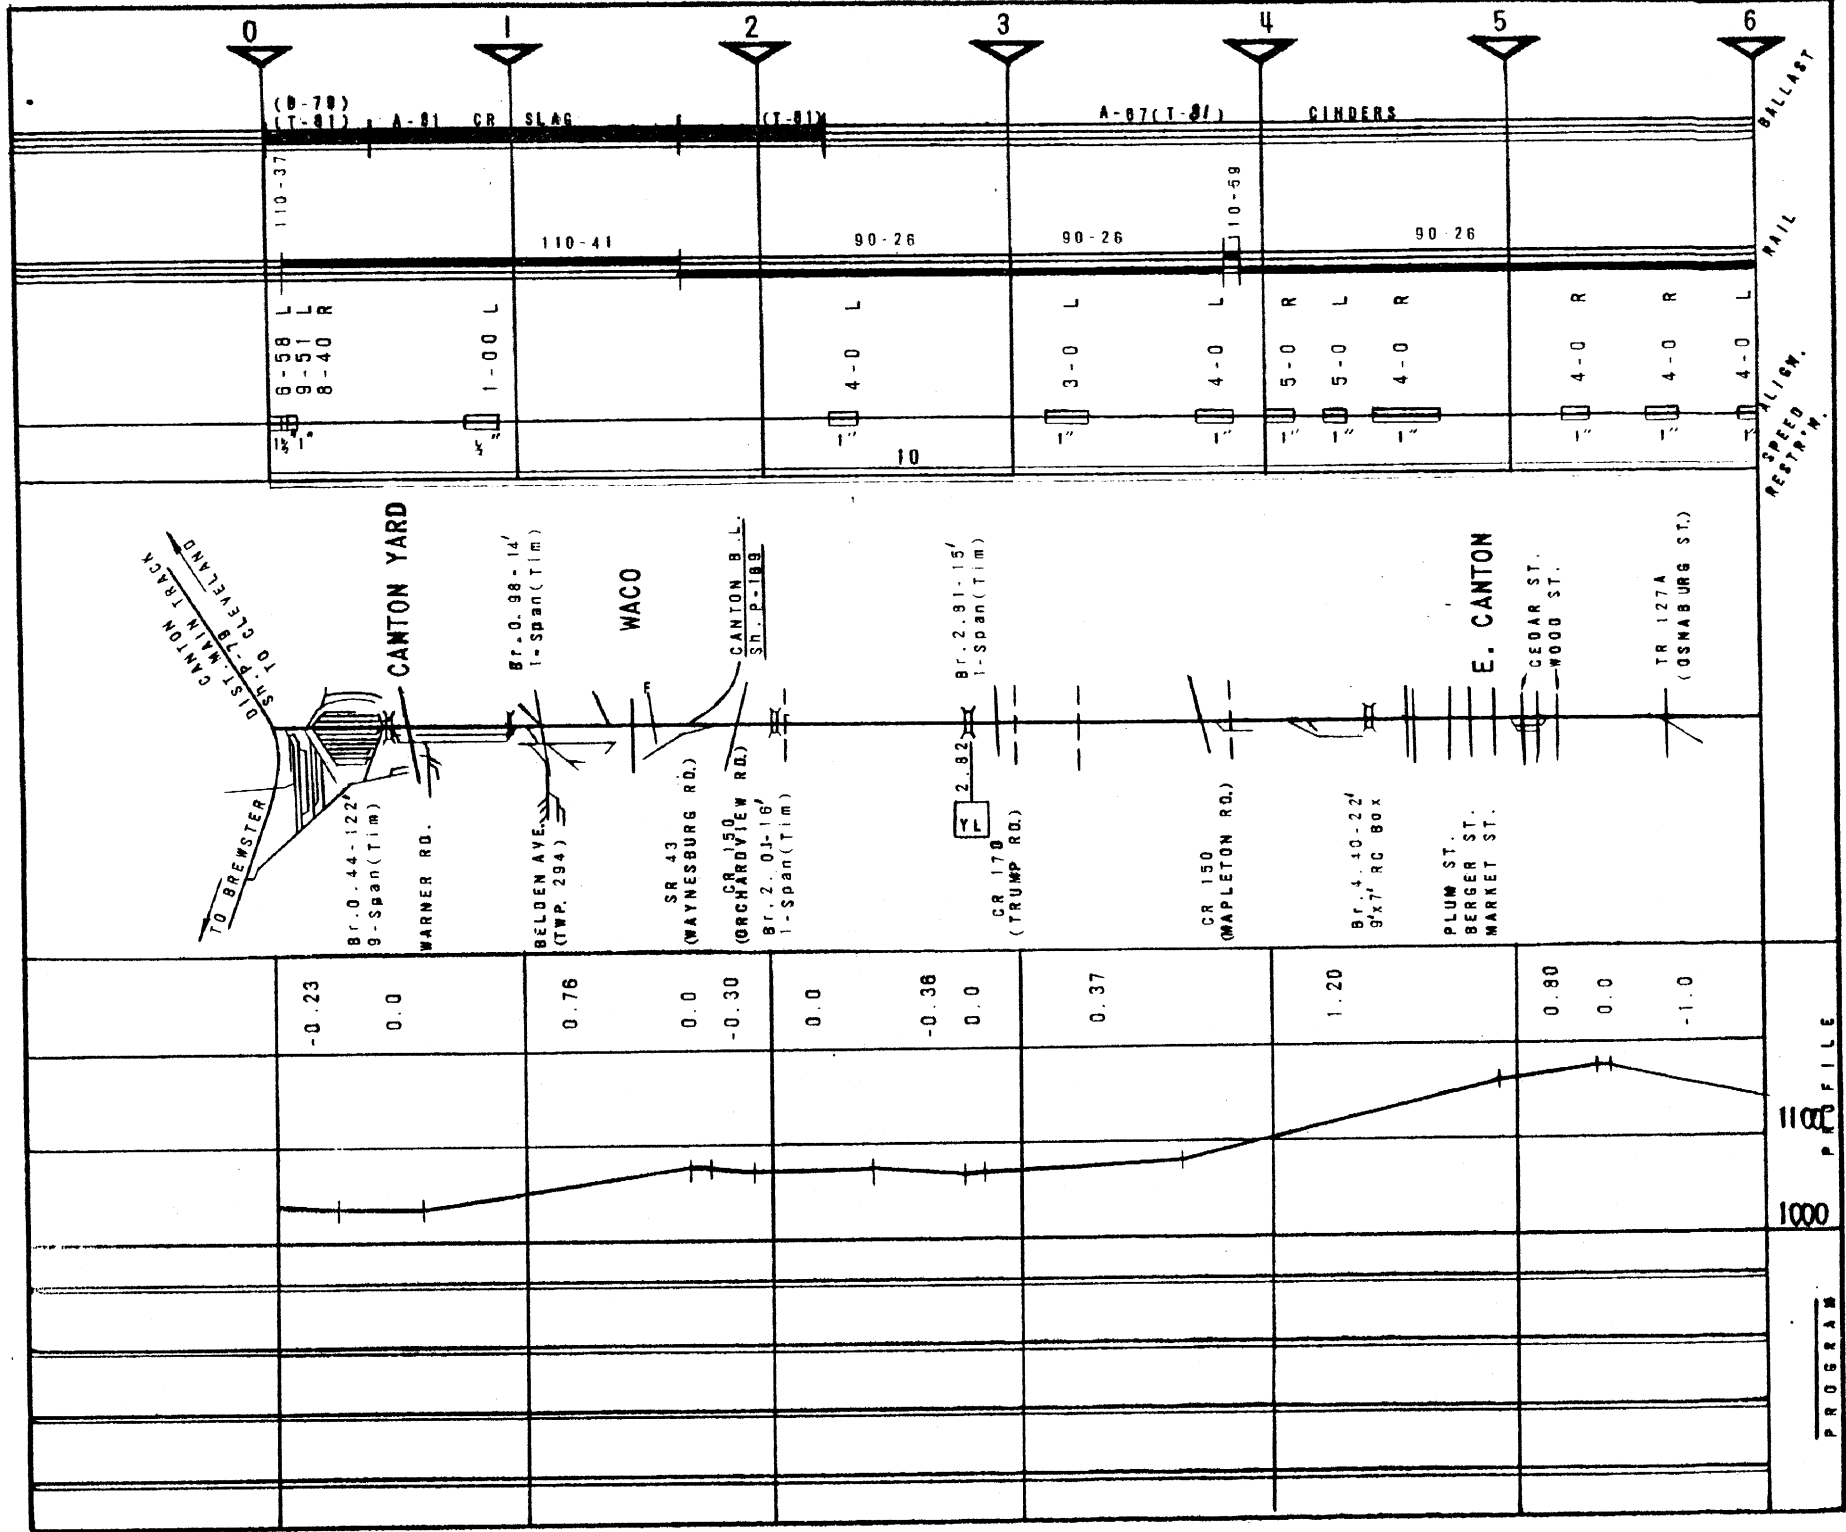 0 1 2 3 4 5 6
(T-81) A-81 CR SLAG (T-81)
CINDERS
BALLAST
110-37
110-41
90-26
90-26
110-59
90-26
RAIL
6-58 L
9-51 L
8-40 R
1-00 L
4-0 L
3-0 L
4-0 L
5-0 R
5-0 L
4-0 R
4-0 R
4-0 R
4-0 L
ALIGN.
1" 1" 1" 1" 1" 1" 1" 1" 1"
10
SPEED
RESTR'N.
CANTON
DIST. MAIN TRACK
Sh. P-79
TO CLEVELAND
CANTON YARD
Br. 0.98-14'
1-Span(Tim)
WACO
CANTON B.L.
Sh. P-189
Br. 2.81-15'
1-Span(Tim)
E. CANTON
CEDAR ST.
WOOD ST.
TR 127A
(OSNABURG ST.)
E
TO BREWSTER
Br. 0.44-122'
9-Span(Tim)
WARNER RD.
BELDEN AVE.
(TWP. 294)
SR 43
(WAYNESBURG RD.)
CR 150
(ORCHARDVIEW RD.)
Br. 2.01-16'
1-Span(Tim)
2.82
YL
CR 170
(TRUMP RD.)
CR 150
(MAPLETON RD.)
Br. 4.40-22'
9'x7' RC BOX
PLUM ST.
BERGER ST.
MARKET ST.
-0.23
0.0
0.76
0.0
-0.30
0.0
-0.36
0.0
0.37
1.20
0.80
0.0
-1.0
PROFILE
1100
1000
PROGRAM